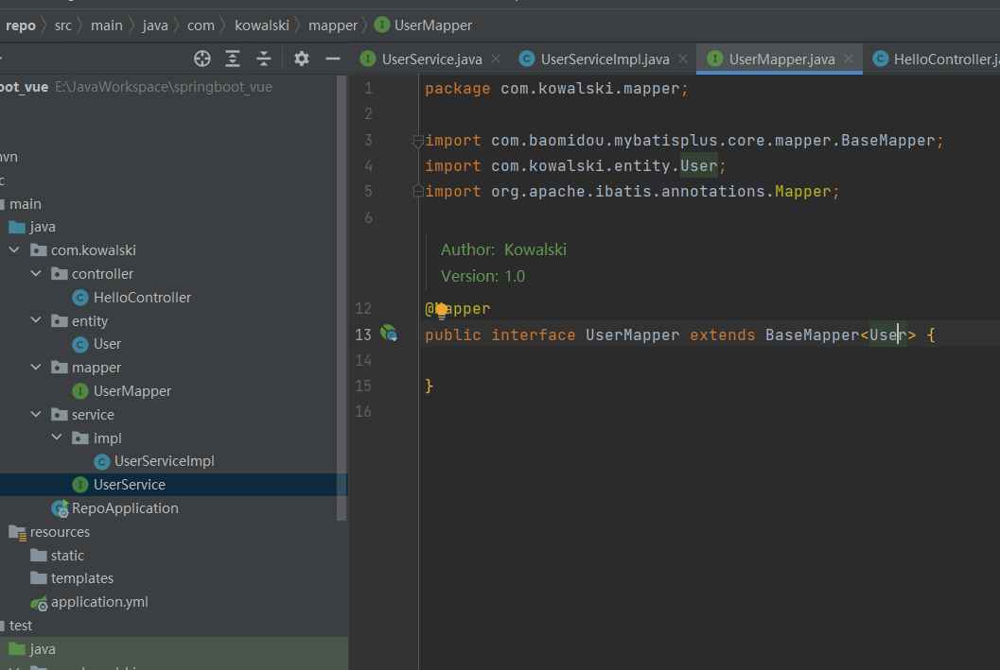 repo src main java com kowalski mapper UserMapper
UserService.java UserServiceImpl.java UserMapper.java HelloController.ja
oot_vue E:\JavaWorkspace\springboot_vue
vn
c
main
java
com.kowalski
controller
HelloController
entity
User
mapper
UserMapper
service
impl
UserServiceImpl
UserService
RepoApplication
resources
static
templates
application.yml
test
java
1 package com.kowalski.mapper;
2
3 import com.baomidou.mybatisplus.core.mapper.BaseMapper;
4 import com.kowalski.entity.User;
5 import org.apache.ibatis.annotations.Mapper;
6
Author: Kowalski
Version: 1.0
12 @Mapper
13 public interface UserMapper extends BaseMapper<User> {
14
15 }
16